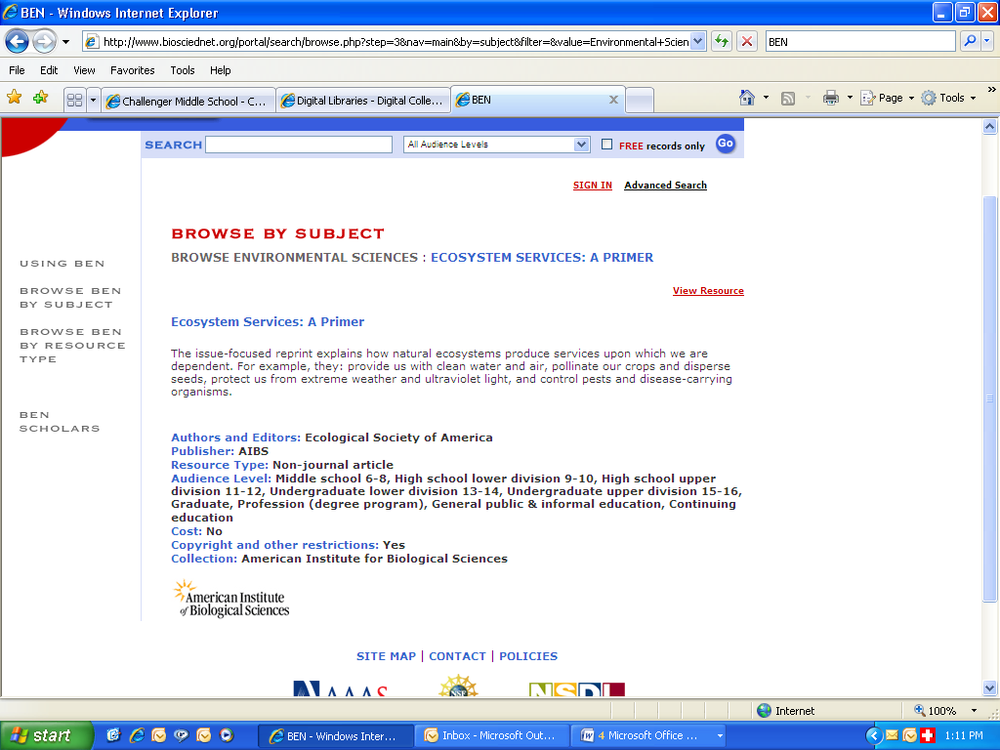 BEN - Windows Internet Explorer
http://www.biosciednet.org/portal/search/browse.php?step=3&nav=main&by=subject&filter=&value=Environmental+Scien
BEN
File Edit View Favorites Tools Help
Challenger Middle School - C...
Digital Libraries - Digital Colle...
BEN
Page
Tools
»
SEARCH
All Audience Levels
FREE records only
Go
SIGN IN Advanced Search
BROWSE BY SUBJECT
BROWSE ENVIRONMENTAL SCIENCES : ECOSYSTEM SERVICES: A PRIMER
USING BEN
BROWSE BEN
BY SUBJECT
BROWSE BEN
BY RESOURCE
TYPE
BEN
SCHOLARS
View Resource
Ecosystem Services: A Primer
The issue-focused reprint explains how natural ecosystems produce services upon which we are
dependent. For example, they: provide us with clean water and air, pollinate our crops and disperse
seeds, protect us from extreme weather and ultraviolet light, and control pests and disease-carrying
organisms.
Authors and Editors: Ecological Society of America
Publisher: AIBS
Resource Type: Non-journal article
Audience Level: Middle school 6-8, High school lower division 9-10, High school upper
division 11-12, Undergraduate lower division 13-14, Undergraduate upper division 15-16,
Graduate, Profession (degree program), General public & informal education, Continuing
education
Cost: No
Copyright and other restrictions: Yes
Collection: American Institute for Biological Sciences
American Institute
of Biological Sciences
SITE MAP | CONTACT | POLICIES
AAAS
NSF
NSDL
Internet
100%
start
BEN - Windows Inter...
Inbox - Microsoft Out...
4 Microsoft Office ...
1:11 PM